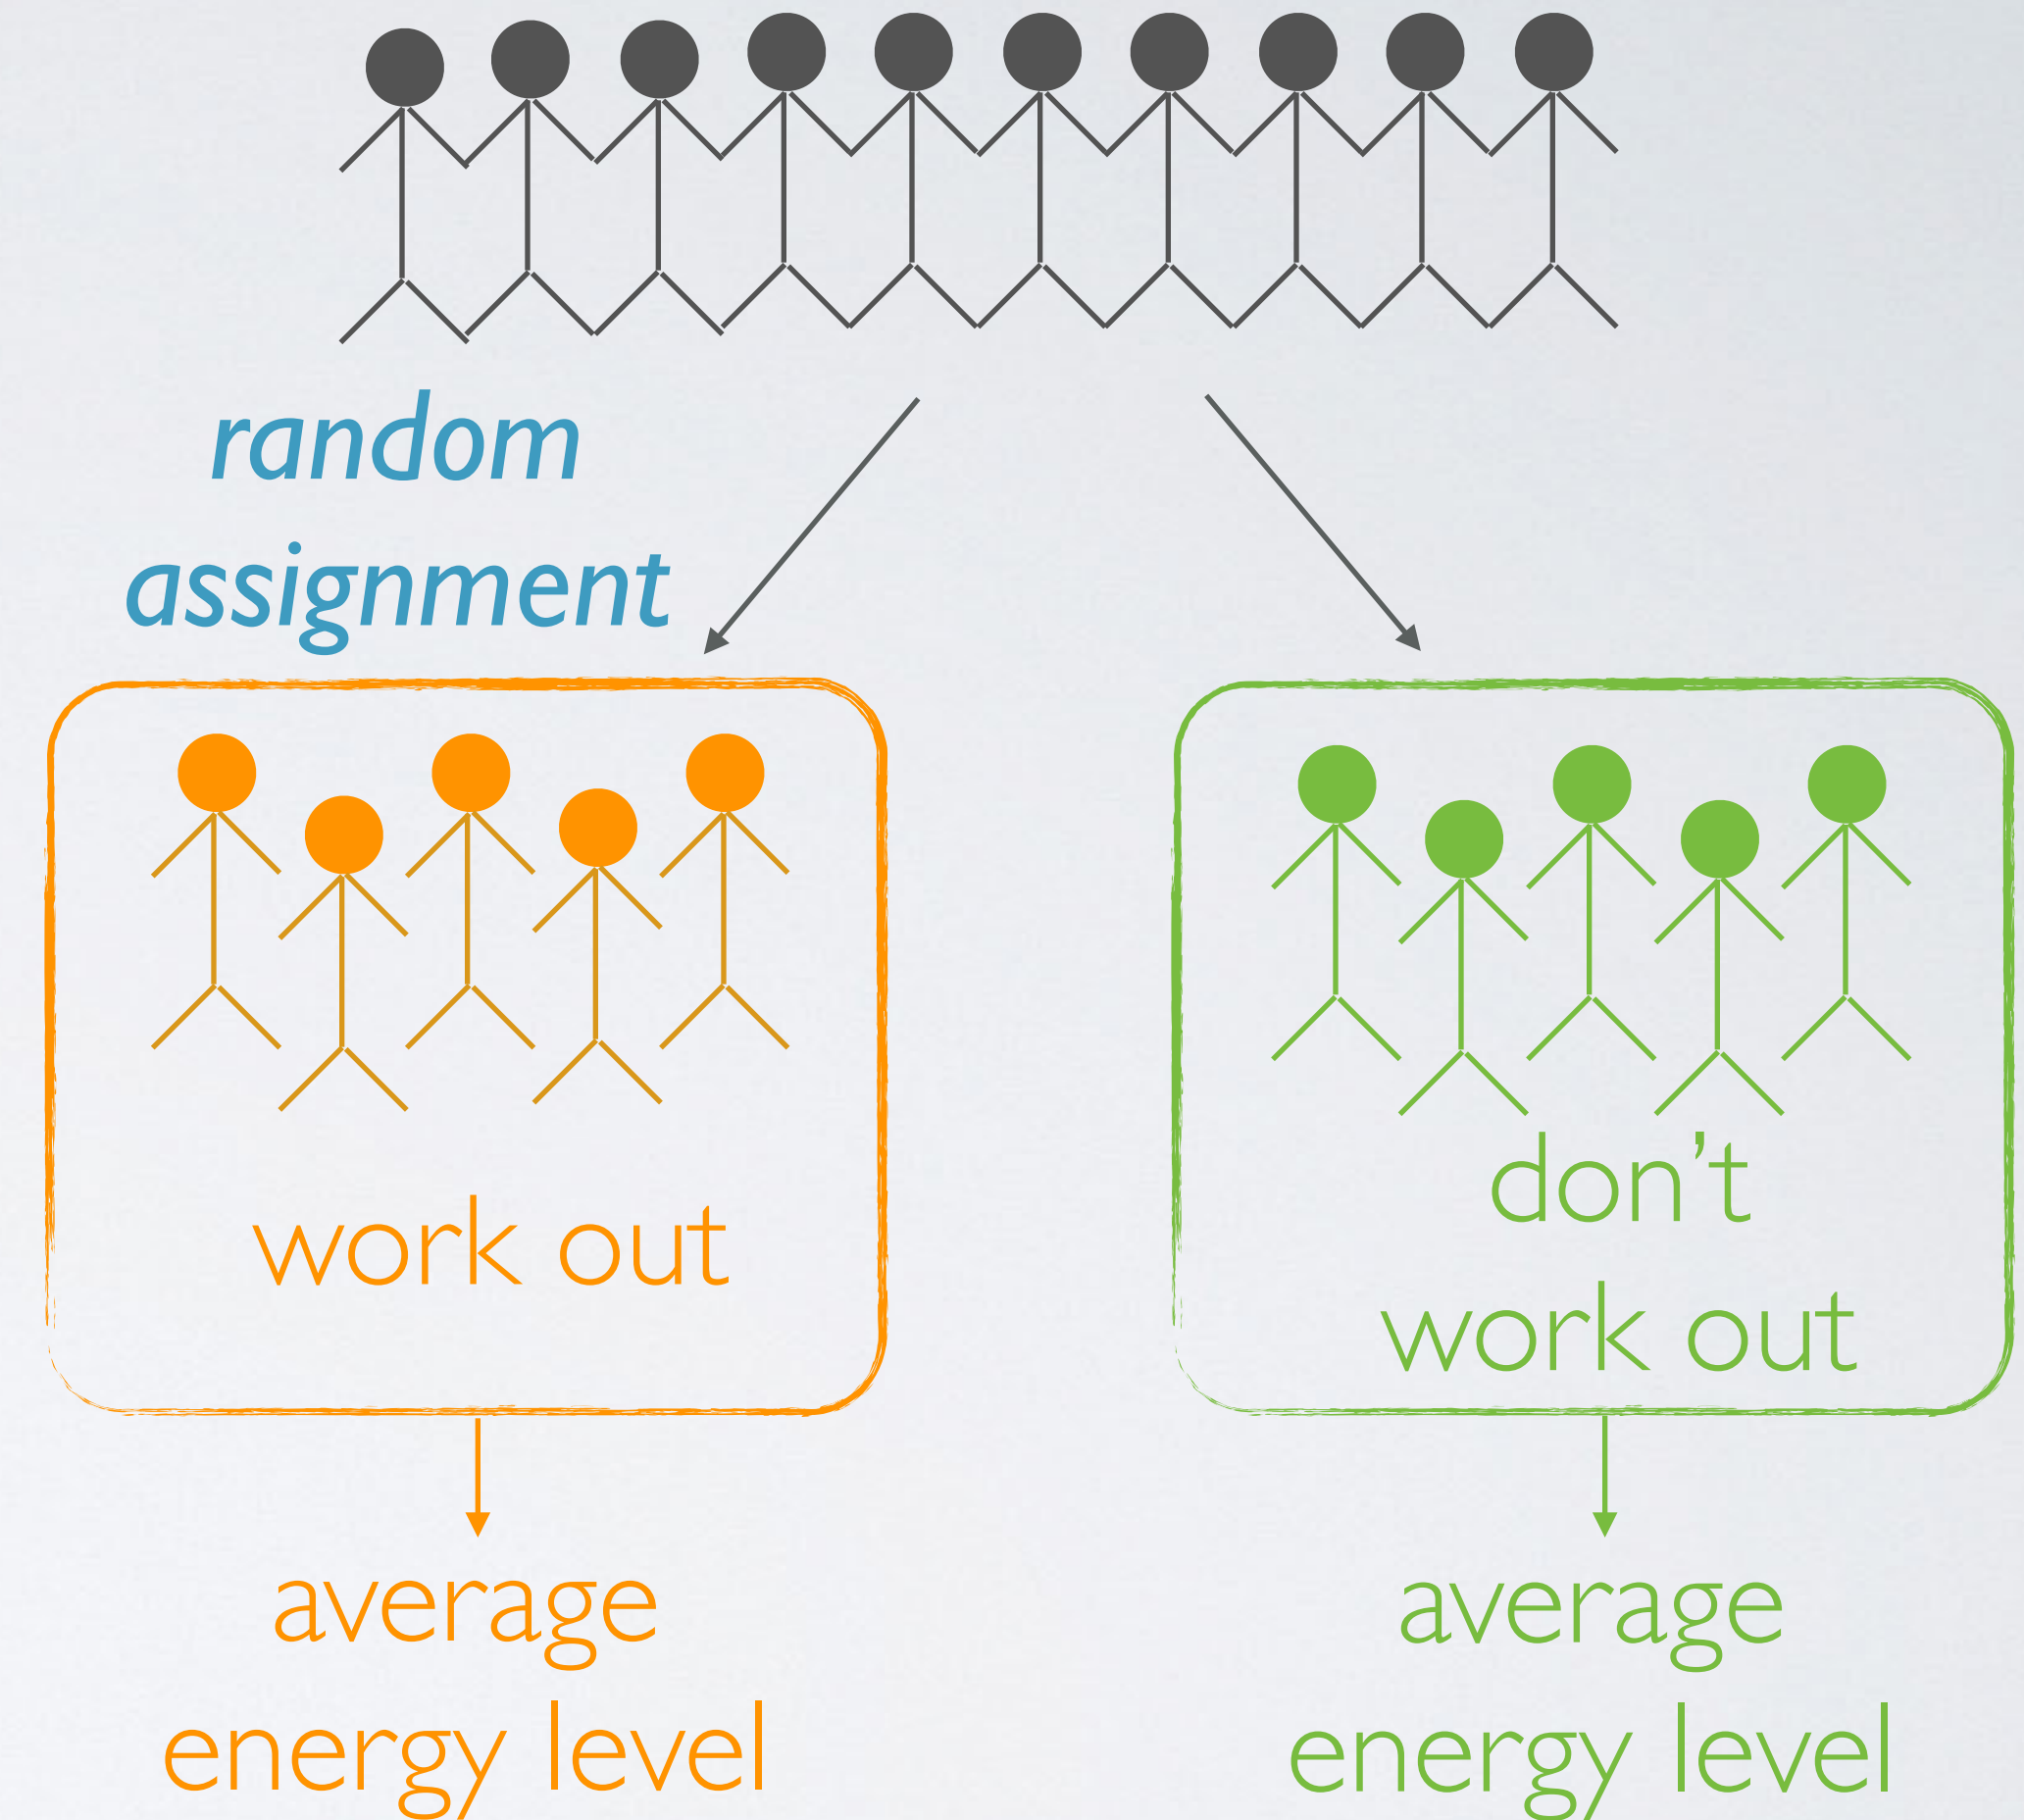 random
assignment
work out
don't
work out
average
energy level
average
energy level